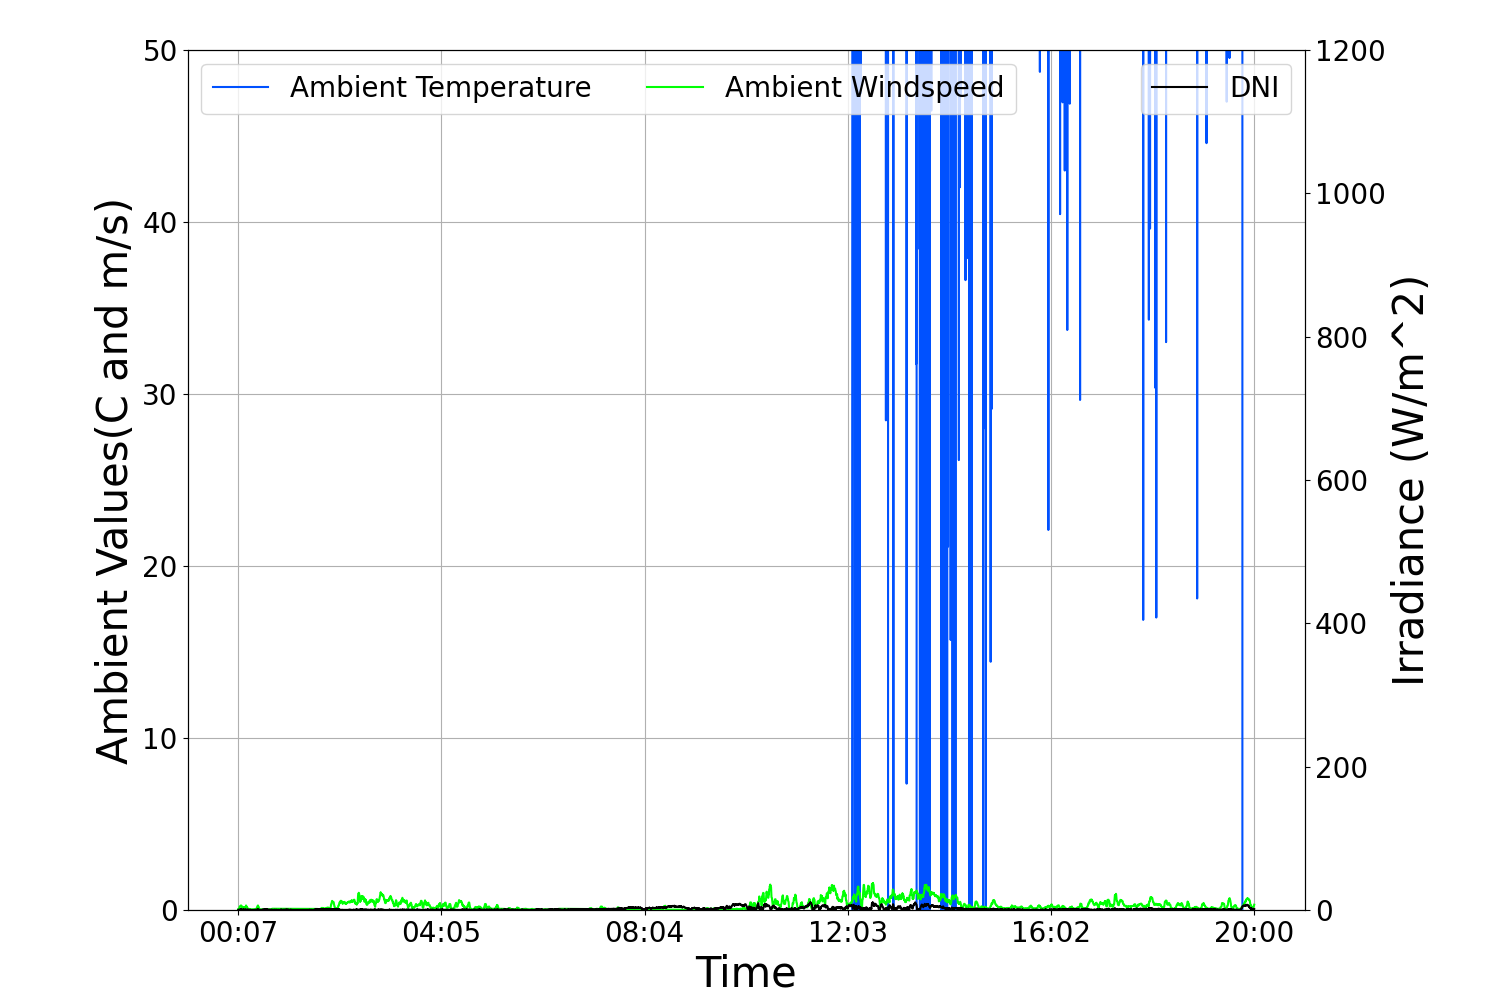 50
40
30
20
10
0
Ambient Values(C and m/s)
Ambient Temperature
Ambient Windspeed
DNI
1200
1000
800
600
400
200
0
Irradiance (W/m^2)
00:07 04:05 08:04 12:03 16:02 20:00
Time